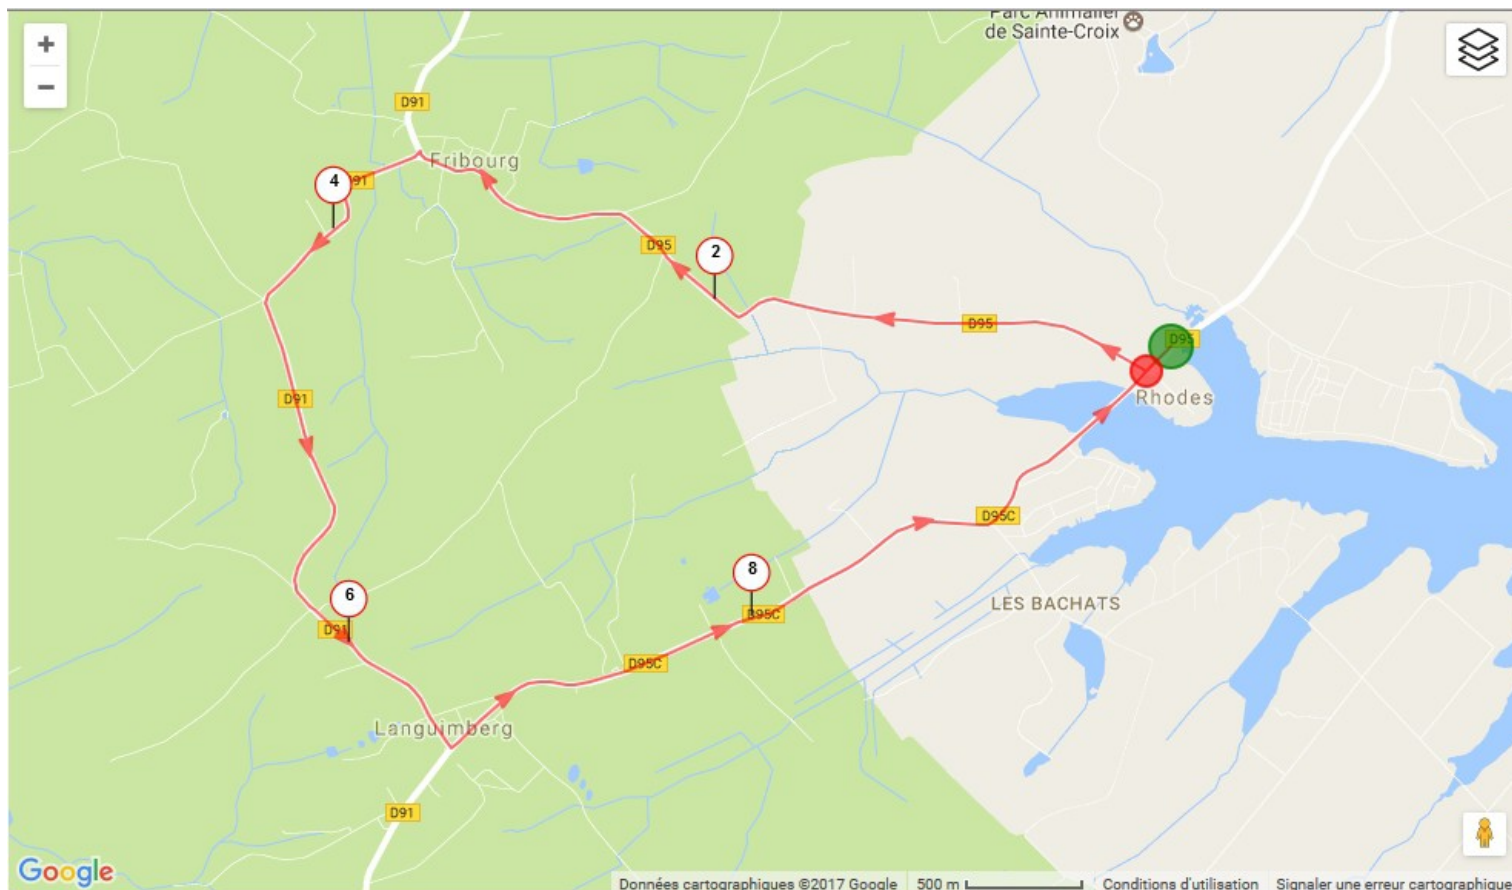 Parc Animalier
de Sainte-Croix
+
−
D91
Fribourg
4
91
2
D95
D95
D95
Rhodes
D91
D95C
8
6
LES BACHATS
D95C
D91
D95C
Languimberg
D91
Google
Données cartographiques ©2017 Google 500 m Conditions d'utilisation Signaler une erreur cartographique